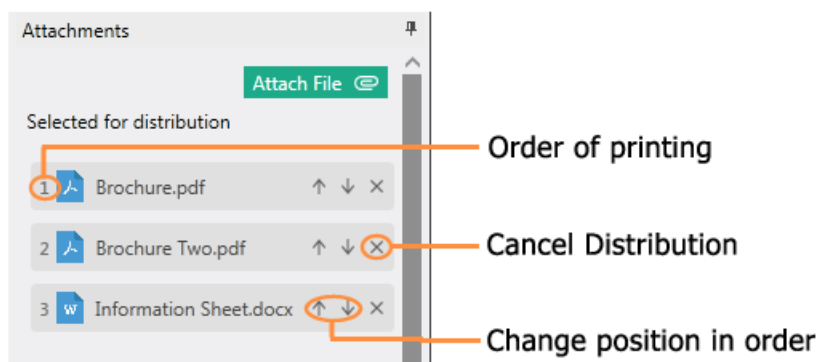 Attachments
Attach File
Selected for distribution
Order of printing
1 Brochure.pdf
2 Brochure Two.pdf
Cancel Distribution
3 W Information Sheet.docx
Change position in order